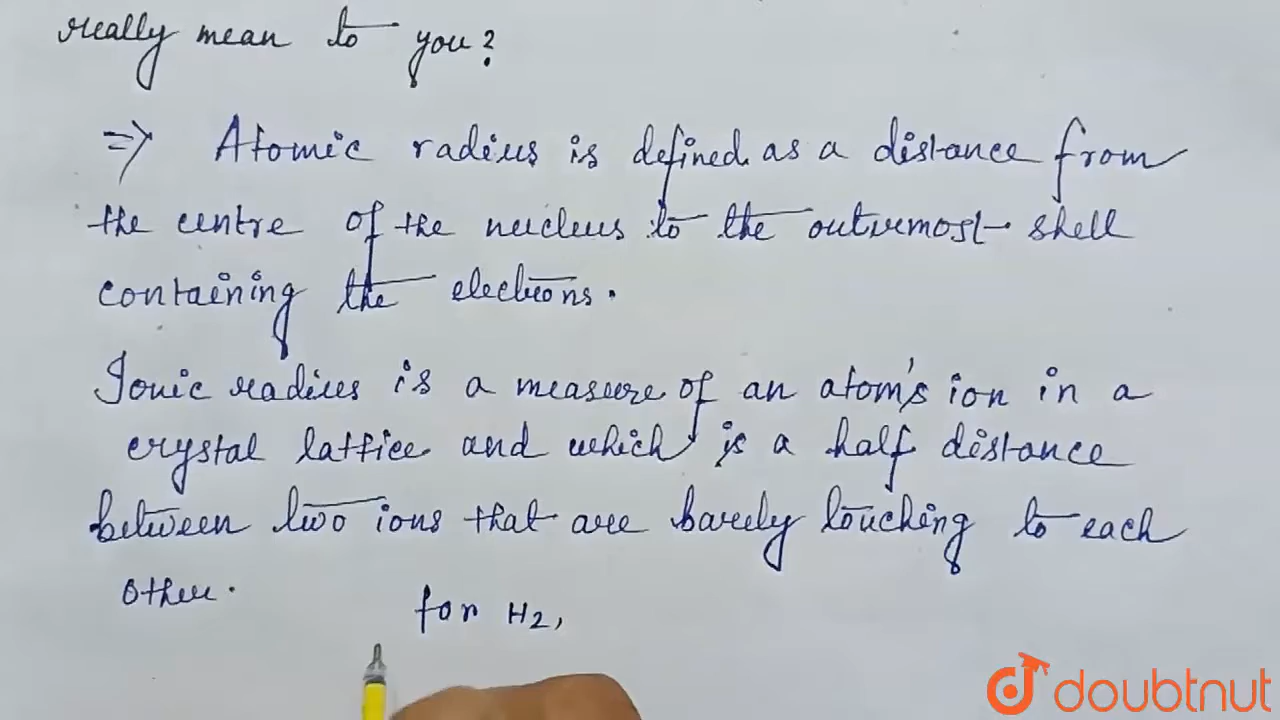 really mean to you?
⇒ Atomic radius is defined as a distance from
the centre of the nucleus to the outermost shell
containing the electrons.
Ionic radius is a measure of an atom's ion in a
crystal lattice and which is a half distance
between two ions that are barely touching to each
other.
for H2,
doubtnut